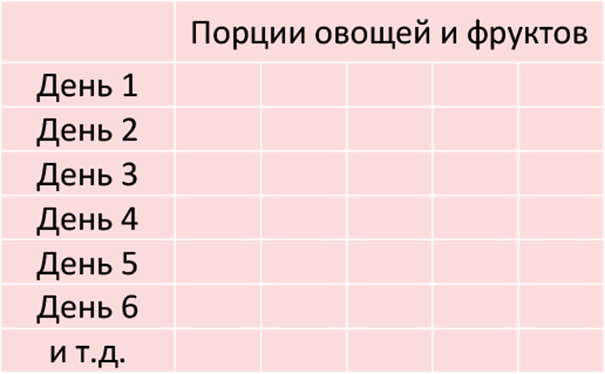 Порции овощей и фруктов
День 1
День 2
День 3
День 4
День 5
День 6
и т.д.